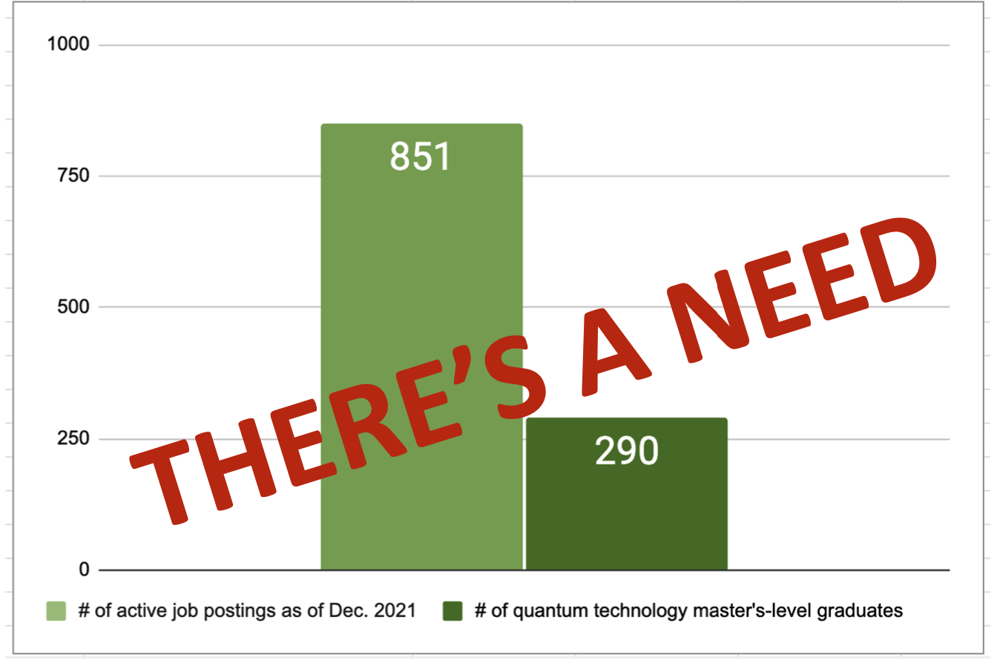 1000
851
750
500
THERE’S A NEED
250
290
0
# of active job postings as of Dec. 2021
# of quantum technology master's-level graduates